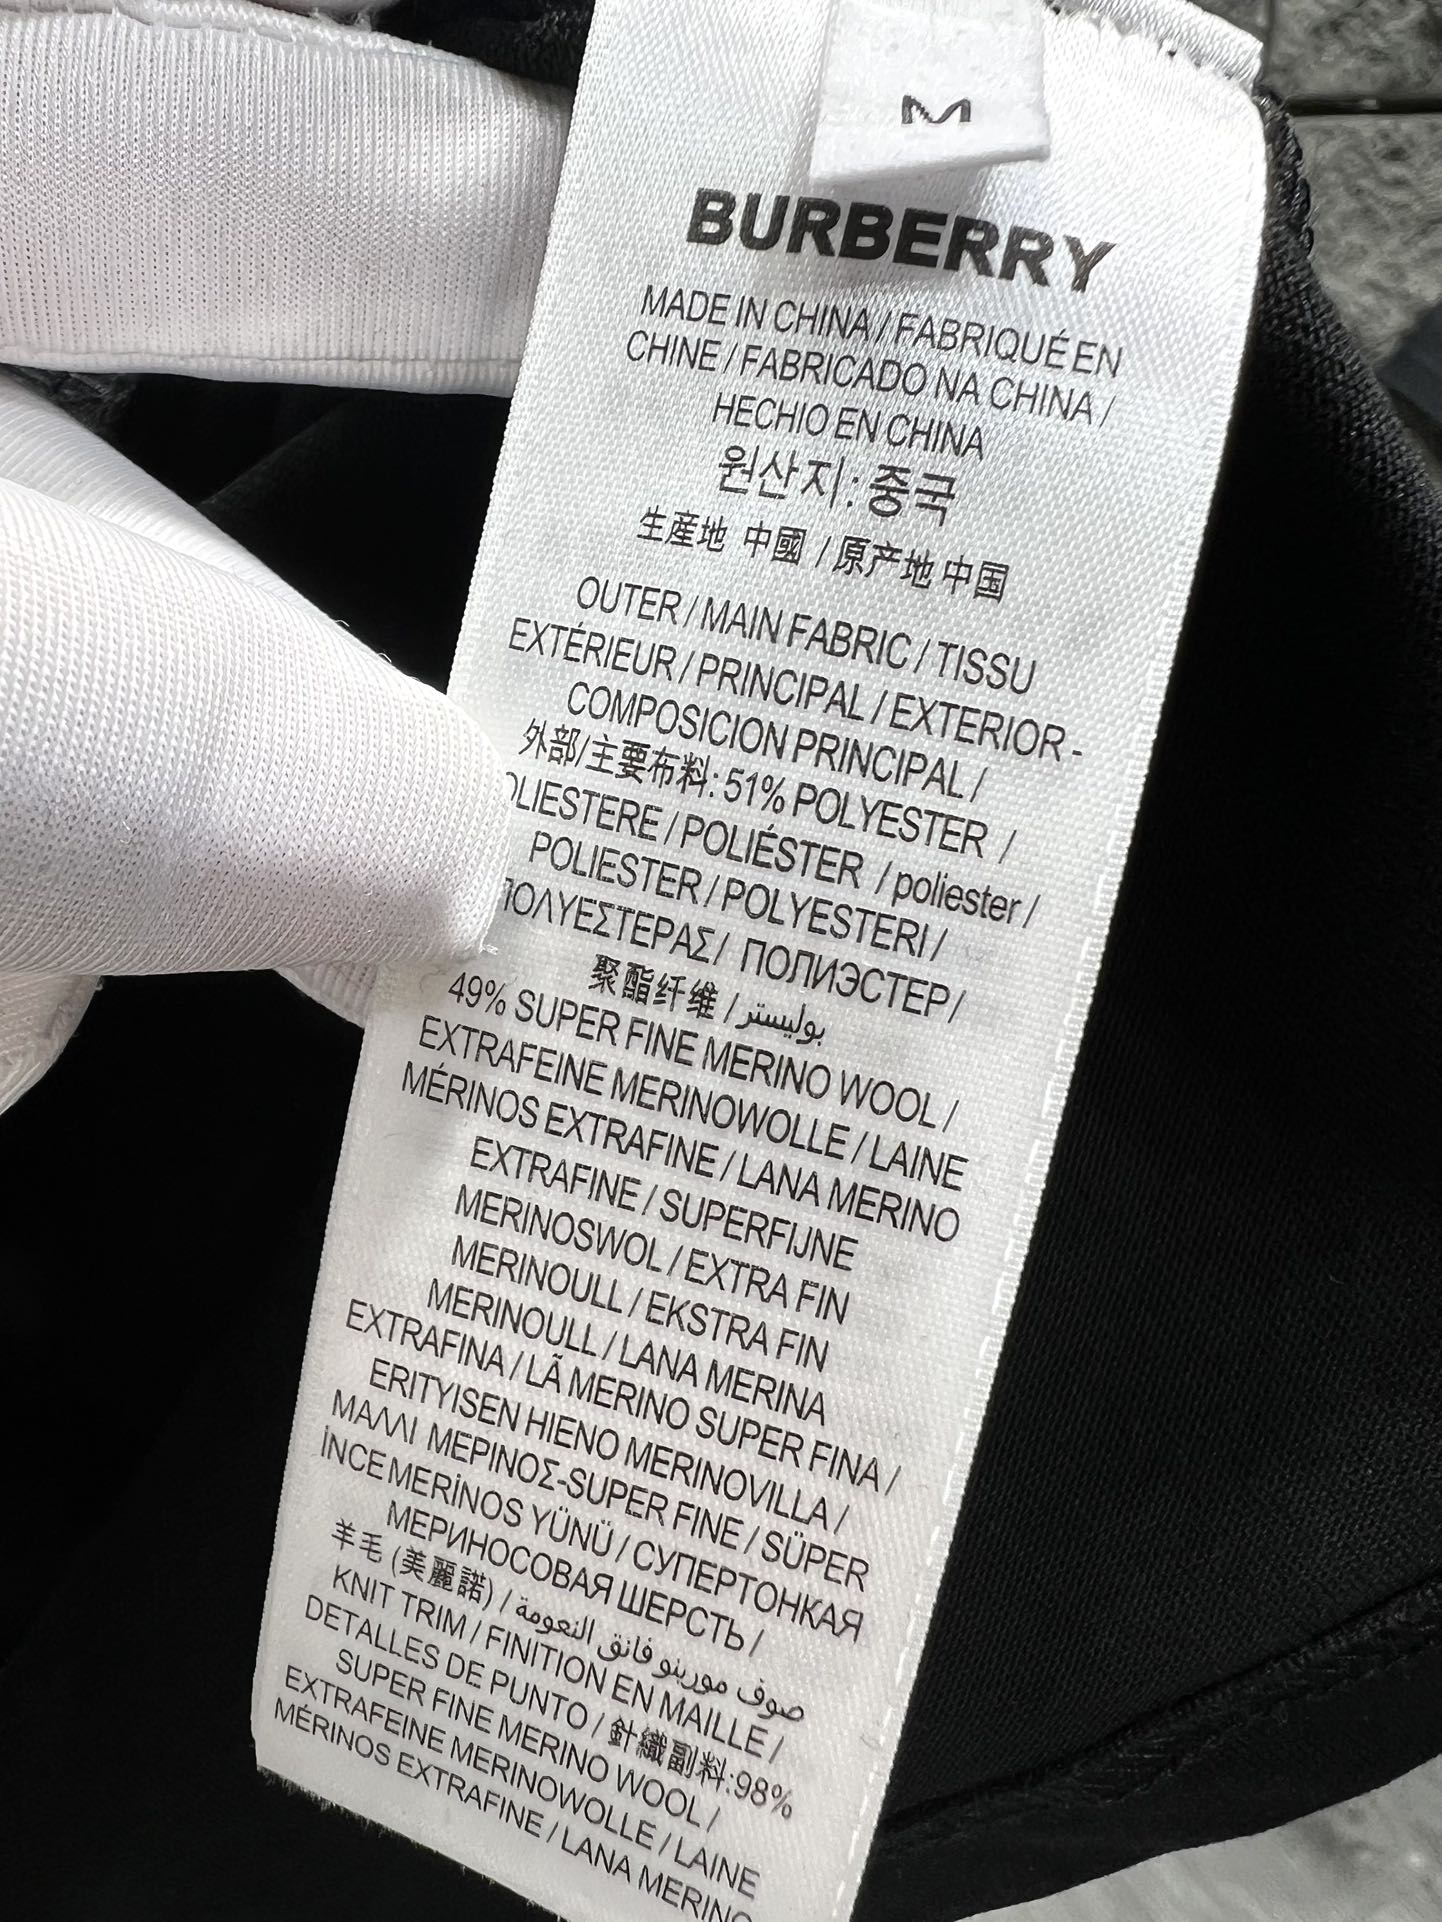 M
BURBERRY
MADE IN CHINA / FABRIQUÉ EN
CHINE / FABRICADO NA CHINA /
HECHIO EN CHINA
원산지: 중국
生産地 中國 / 原产地 中国
OUTER / MAIN FABRIC / TISSU
EXTÉRIEUR / PRINCIPAL / EXTERIOR -
COMPOSICION PRINCIPAL /
外部/主要布料: 51% POLYESTER /
OLIESTERE / POLIÉSTER / poliester /
POLIESTER / POLYESTERI /
ΠΟΛΥΕΣΤΕΡΑΣ / ПОЛИЭСТЕР /
聚酯纤维 / بوليستر
49% SUPER FINE MERINO WOOL /
EXTRAFEINE MERINOWOLLE / LAINE
MÉRINOS EXTRAFINE / LANA MERINO
EXTRAFINE / SUPERFIJNE
MERINOSWOL / EXTRA FIN
MERINOULL / EKSTRA FIN
MERINOULL / LANA MERINA
EXTRAFINA / LÃ MERINO SUPER FINA /
ERITYISEN HIENO MERINOVILLA /
ΜΑΛΛΙ ΜΕΡΙΝΟΣ-SUPER FINE / SÜPER
İNCE MERİNOS YÜNÜ / СУПЕРТОНКАЯ
МЕРИНОСОВАЯ ШЕРСТЬ /
羊毛 (美麗諾) / صوف مورينو فانق النعومة
KNIT TRIM / FINITION EN MAILLE /
DETALLES DE PUNTO / 針織副料:98%
SUPER FINE MERINO WOOL /
EXTRAFEINE MERINOWOLLE / LAINE
MÉRINOS EXTRAFINE / LANA MERINO